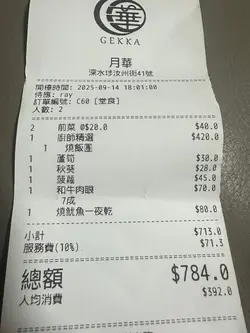 華
GEKKA
月華
深水埗汝州街41號
開檯時間: 2025-09-14 18:01:00
侍應: ray
訂單編號: C60 [堂食]
人數: 2
2 前菜 @$20.0 $40.0
1 廚師精選 $420.0
1 燒飯團
1 蘆筍 $30.0
1 秋葵 $28.0
1 菠蘿 $45.0
1 和牛肉眼 $70.0
7成
1 燒魷魚一夜乾 $80.0
小計 $713.0
服務費(10%) $71.3
總額 $784.0
人均消費 $392.0